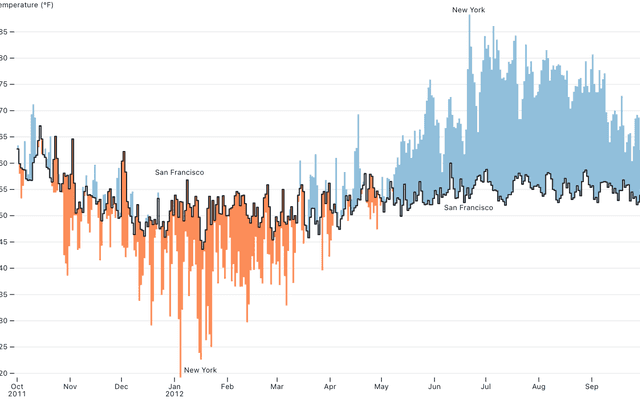 emperature (°F)
New York
85
80
75
70
65
60
San Francisco
55
San Francisco
50
45
40
35
30
25
New York
20
Oct Nov Dec Jan Feb Mar Apr May Jun Jul Aug Sep
2011 2012